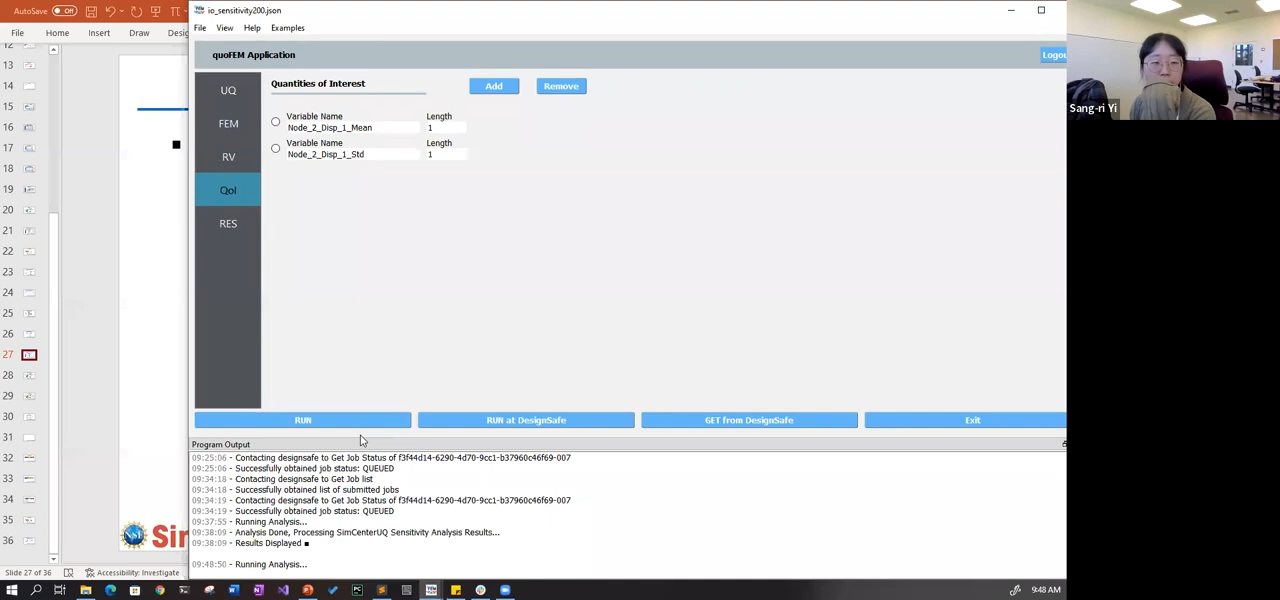 AutoSave Off
io_sensitivity200.json
File Home Insert Draw Desig
File View Help Examples
quoFEM Application
Logou
UQ
FEM
RV
QoI
RES
Quantities of Interest
Add
Remove
Variable Name Length
Node_2_Disp_1_Mean 1
Variable Name Length
Node_2_Disp_1_Std 1
12
13
14
15
16
17
18
19
20
21
22
23
24
25
26
27
28
29
30
31
32
33
34
35
36
RUN
RUN at DesignSafe
GET from DesignSafe
Exit
Program Output
09:25:06 - Contacting designsafe to Get Job Status of f3f44d14-6290-4d70-9cc1-b37960c46f69-007
09:25:06 - Successfully obtained job status: QUEUED
09:34:18 - Contacting designsafe to Get Job list
09:34:18 - Successfully obtained list of submitted jobs
09:34:19 - Contacting designsafe to Get Job Status of f3f44d14-6290-4d70-9cc1-b37960c46f69-007
09:34:19 - Successfully obtained job status: QUEUED
09:37:55 - Running Analysis...
09:38:09 - Analysis Done, Processing SimCenterUQ Sensitivity Analysis Results...
09:38:09 - Results Displayed
09:48:50 - Running Analysis...
Sang-ri Yi
Sir
Slide 27 of 36
Accessibility: Investigate
9:48 AM